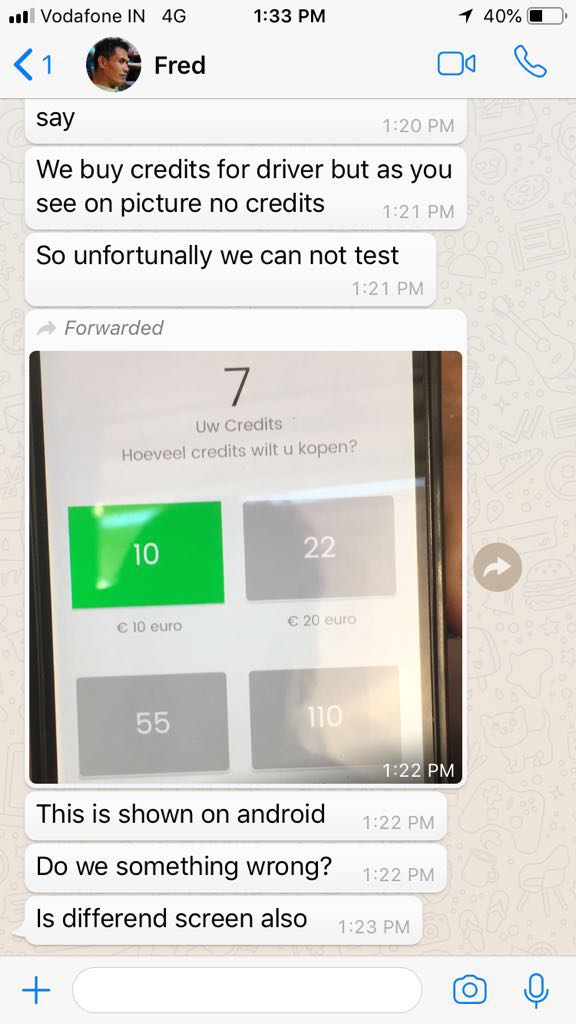 Vodafone IN 4G 1:33 PM 40%
1 Fred
say
1:20 PM
We buy credits for driver but as you
see on picture no credits
1:21 PM
So unfortunally we can not test
1:21 PM
Forwarded
7
Uw Credits
Hoeveel credits wilt u kopen?
10 22
€ 10 euro € 20 euro
55 110
1:22 PM
This is shown on android 1:22 PM
Do we something wrong? 1:22 PM
Is differend screen also 1:23 PM